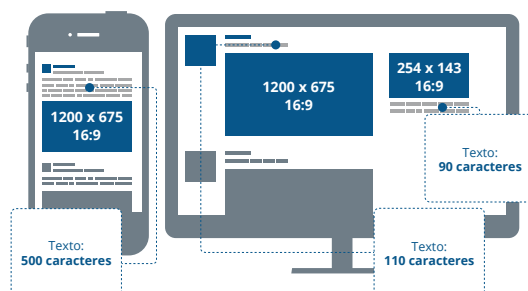 1200 x 675
16:9
Texto:
500 caracteres
1200 x 675
16:9
254 x 143
16:9
Texto:
90 caracteres
Texto:
110 caracteres